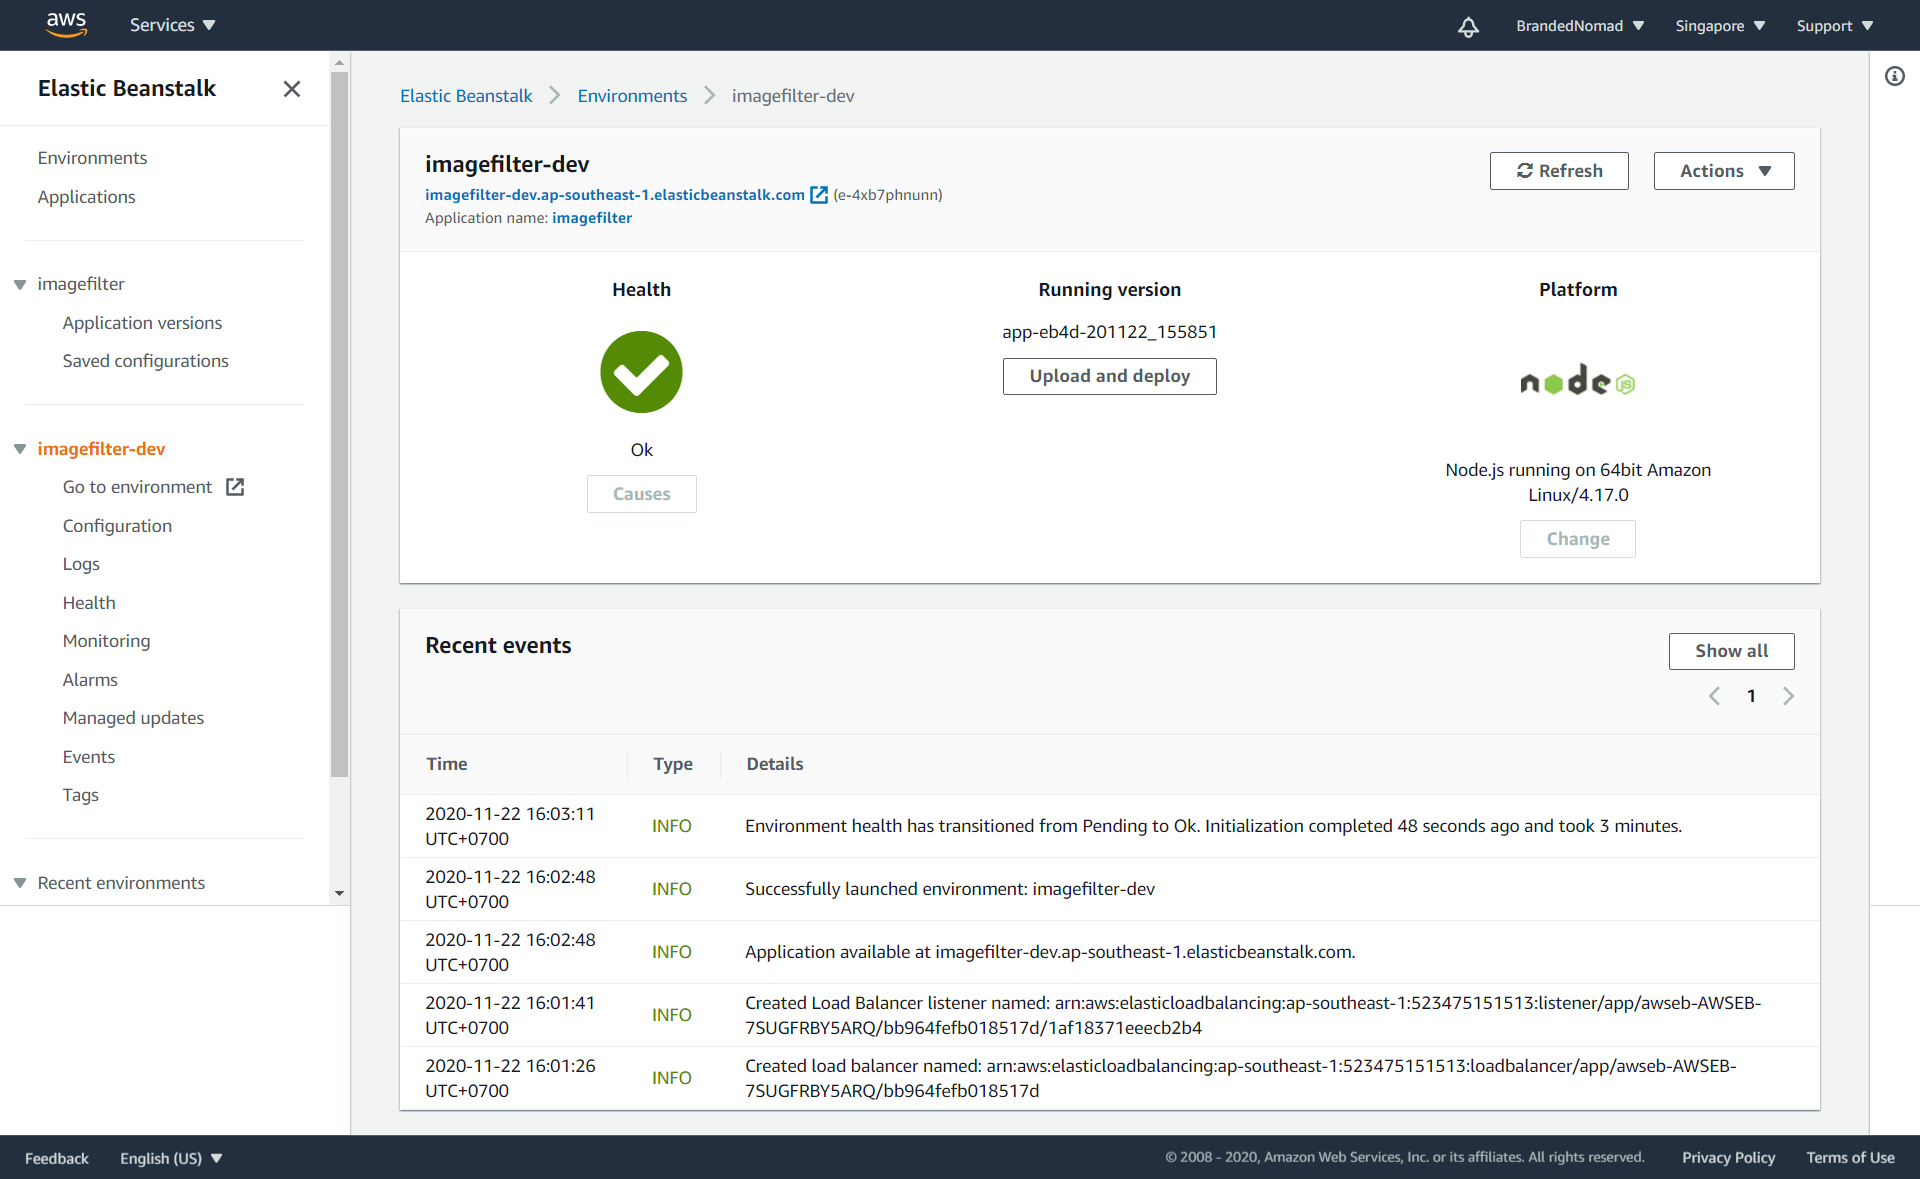 aws
Services
BrandedNomad
Singapore
Support
Elastic Beanstalk
Environments
Applications
imagefilter
Application versions
Saved configurations
imagefilter-dev
Go to environment
Configuration
Logs
Health
Monitoring
Alarms
Managed updates
Events
Tags
Recent environments
Elastic Beanstalk
Environments
imagefilter-dev
imagefilter-dev
imagefilter-dev.ap-southeast-1.elasticbeanstalk.com (e-4xb7phnunn)
Application name: imagefilter
Refresh
Actions
Health
Ok
Causes
Running version
app-eb4d-201122_155851
Upload and deploy
Platform
node JS
Node.js running on 64bit Amazon
Linux/4.17.0
Change
Recent events
Show all
1
Time Type Details
2020-11-22 16:03:11
UTC+0700
INFO
Environment health has transitioned from Pending to Ok. Initialization completed 48 seconds ago and took 3 minutes.
2020-11-22 16:02:48
UTC+0700
INFO
Successfully launched environment: imagefilter-dev
2020-11-22 16:02:48
UTC+0700
INFO
Application available at imagefilter-dev.ap-southeast-1.elasticbeanstalk.com.
2020-11-22 16:01:41
UTC+0700
INFO
Created Load Balancer listener named: arn:aws:elasticloadbalancing:ap-southeast-1:523475151513:listener/app/awseb-AWSEB-
7SUGFRBY5ARQ/bb964fefb018517d/1af18371eeecb2b4
2020-11-22 16:01:26
UTC+0700
INFO
Created load balancer named: arn:aws:elasticloadbalancing:ap-southeast-1:523475151513:loadbalancer/app/awseb-AWSEB-
7SUGFRBY5ARQ/bb964fefb018517d
Feedback
English (US)
© 2008 - 2020, Amazon Web Services, Inc. or its affiliates. All rights reserved.
Privacy Policy
Terms of Use